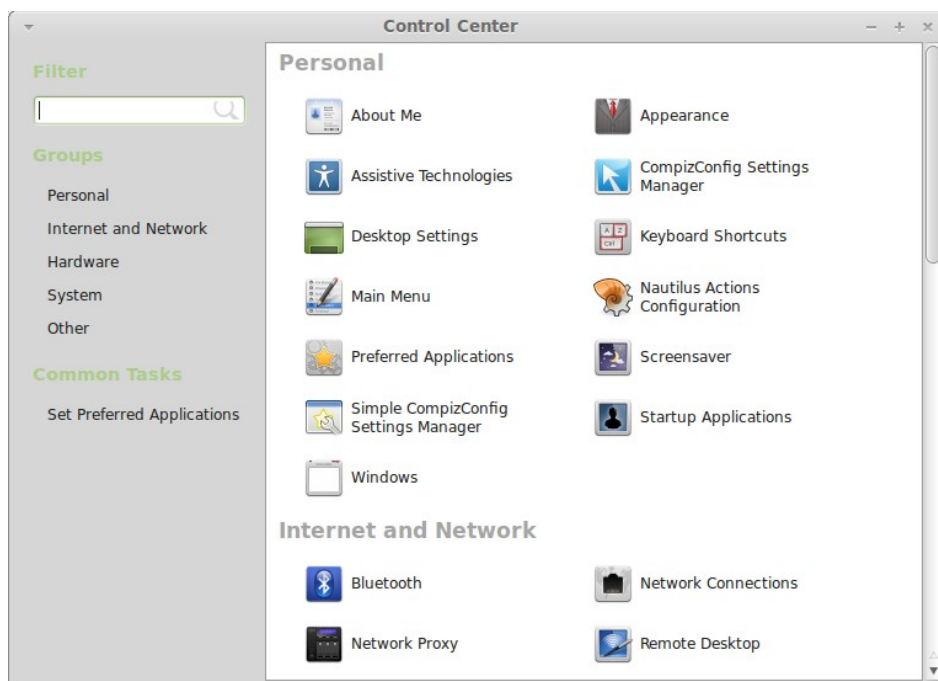 Control Center
Filter
Groups
Personal
Internet and Network
Hardware
System
Other
Common Tasks
Set Preferred Applications
Personal
About Me
Appearance
Assistive Technologies
CompizConfig Settings
Manager
Desktop Settings
Keyboard Shortcuts
Main Menu
Nautilus Actions
Configuration
Preferred Applications
Screensaver
Simple CompizConfig
Settings Manager
Startup Applications
Windows
Internet and Network
Bluetooth
Network Connections
Network Proxy
Remote Desktop